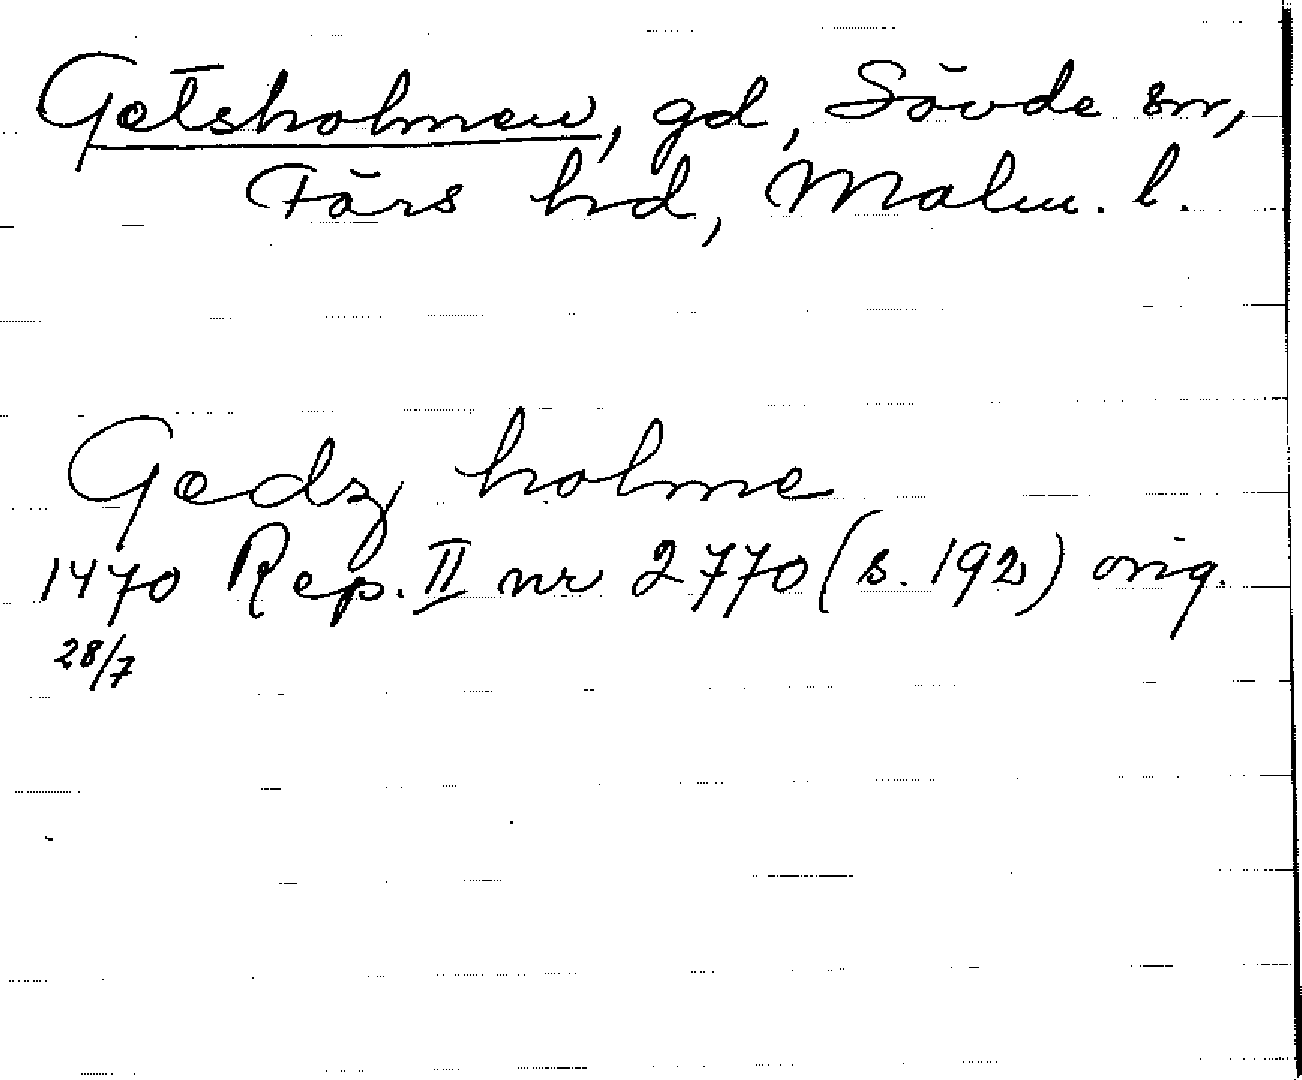 Getsholmen, gd, Sövde sn,
Färs hd, Malm. l.
Gedz holme
1470 Rep. II nr 2770 (s. 192) orig.
28/7